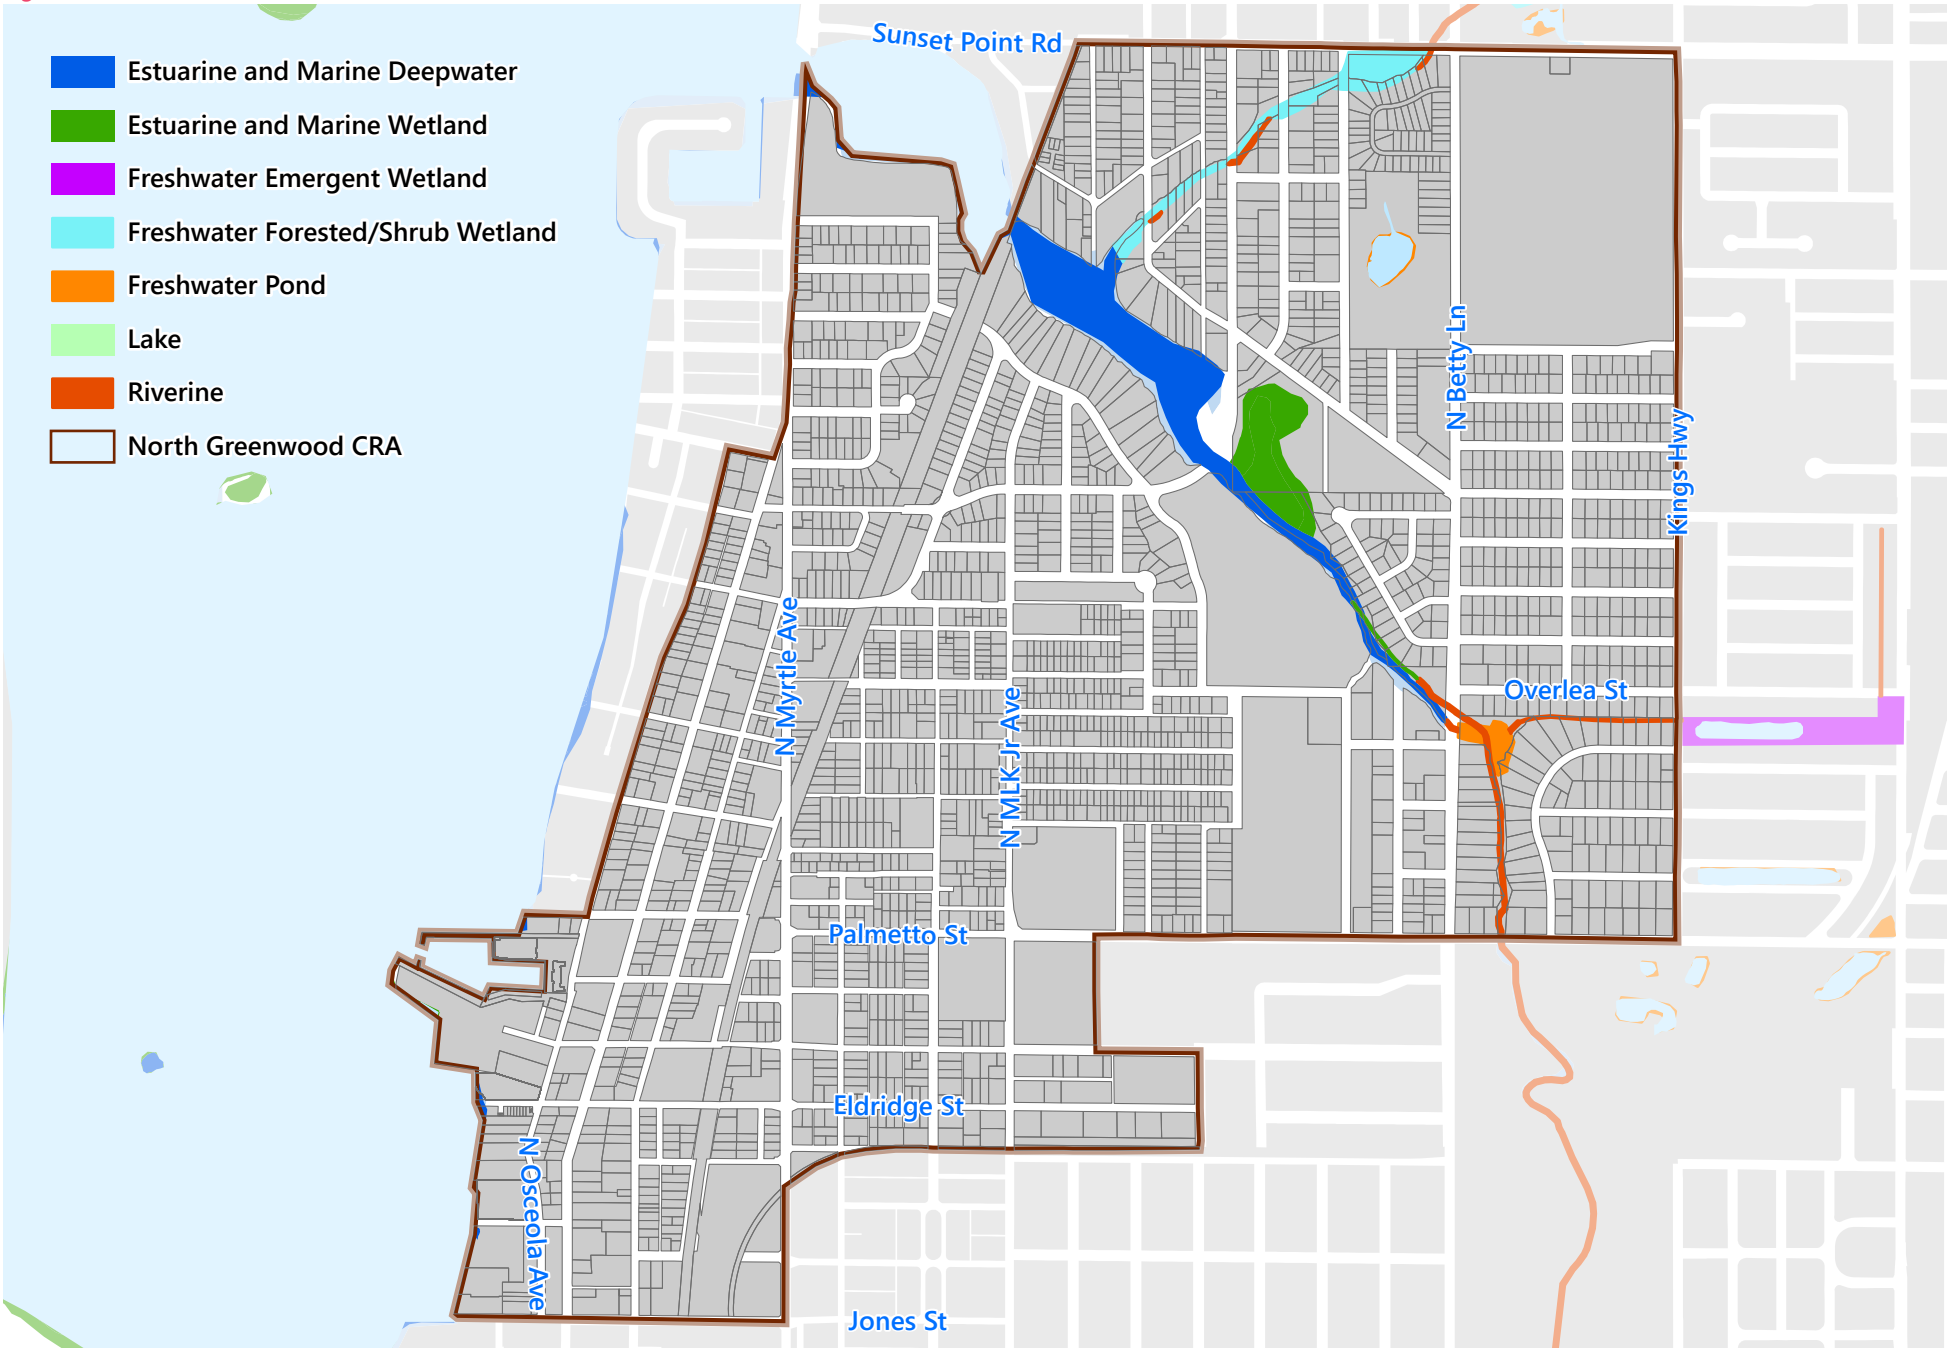 Sunset Point Rd
Estuarine and Marine Deepwater
Estuarine and Marine Wetland
Freshwater Emergent Wetland
Freshwater Forested/Shrub Wetland
Freshwater Pond
Lake
Riverine
North Greenwood CRA
N Betty Ln
Kings Hwy
N Myrtle Ave
Overlea St
N MLK Jr Ave
Palmetto St
Eldridge St
N Osceola Ave
Jones St